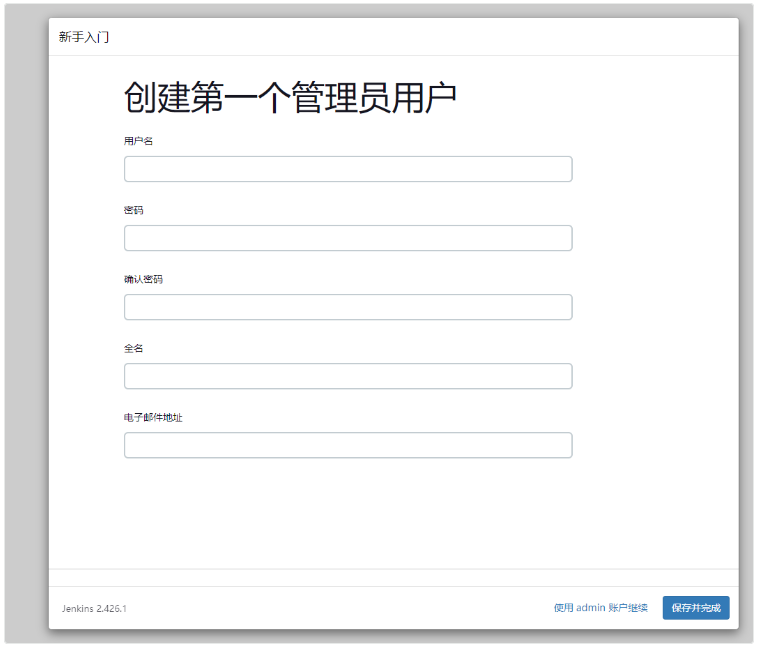 新手入门
创建第一个管理员用户
用户名
密码
确认密码
全名
电子邮件地址
Jenkins 2.426.1
使用 admin 账户继续
保存并完成